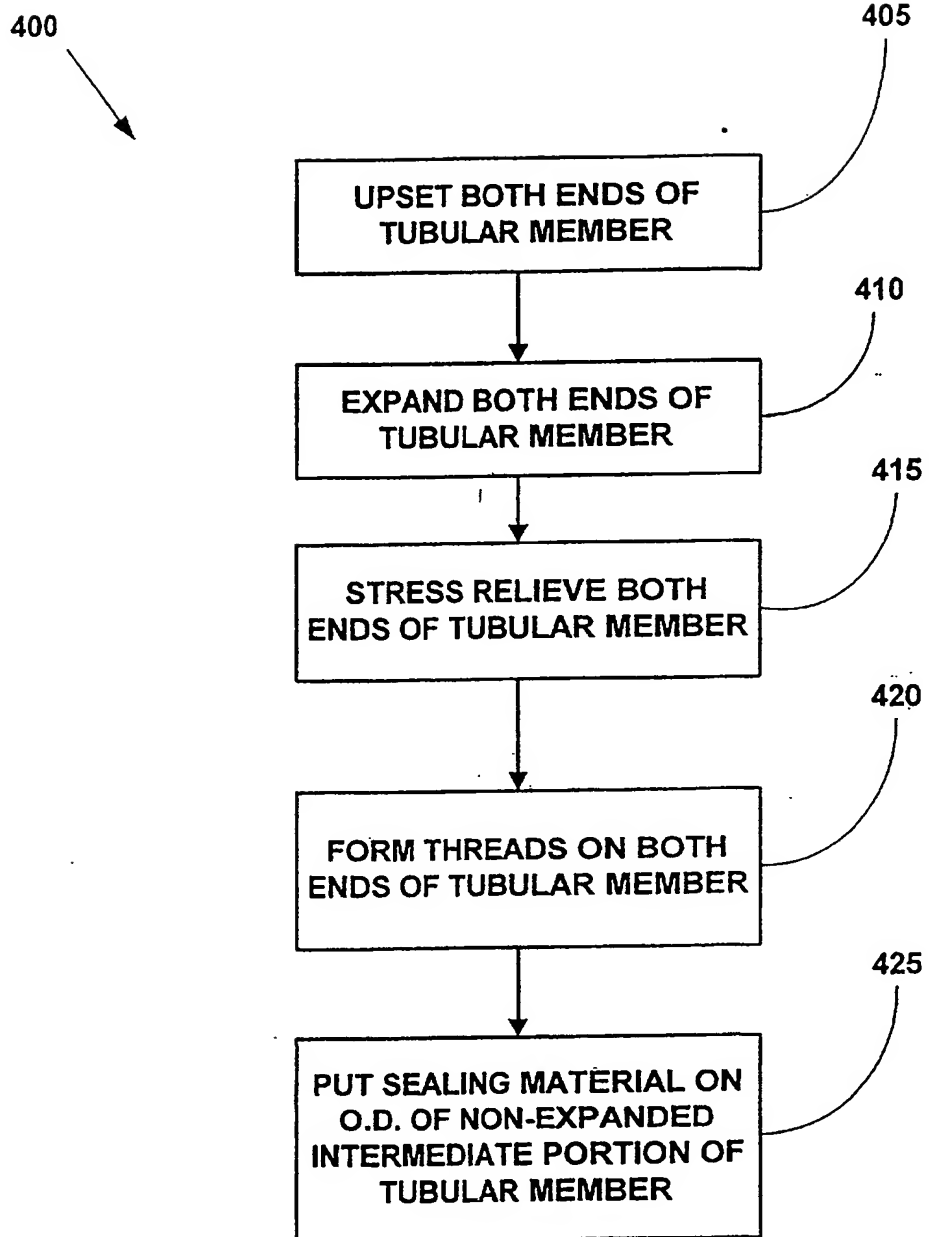 400
405
UPSET BOTH ENDS OF
TUBULAR MEMBER
410
EXPAND BOTH ENDS OF
TUBULAR MEMBER
415
STRESS RELIEVE BOTH
ENDS OF TUBULAR MEMBER
420
FORM THREADS ON BOTH
ENDS OF TUBULAR MEMBER
425
PUT SEALING MATERIAL ON
O.D. OF NON-EXPANDED
INTERMEDIATE PORTION OF
TUBULAR MEMBER